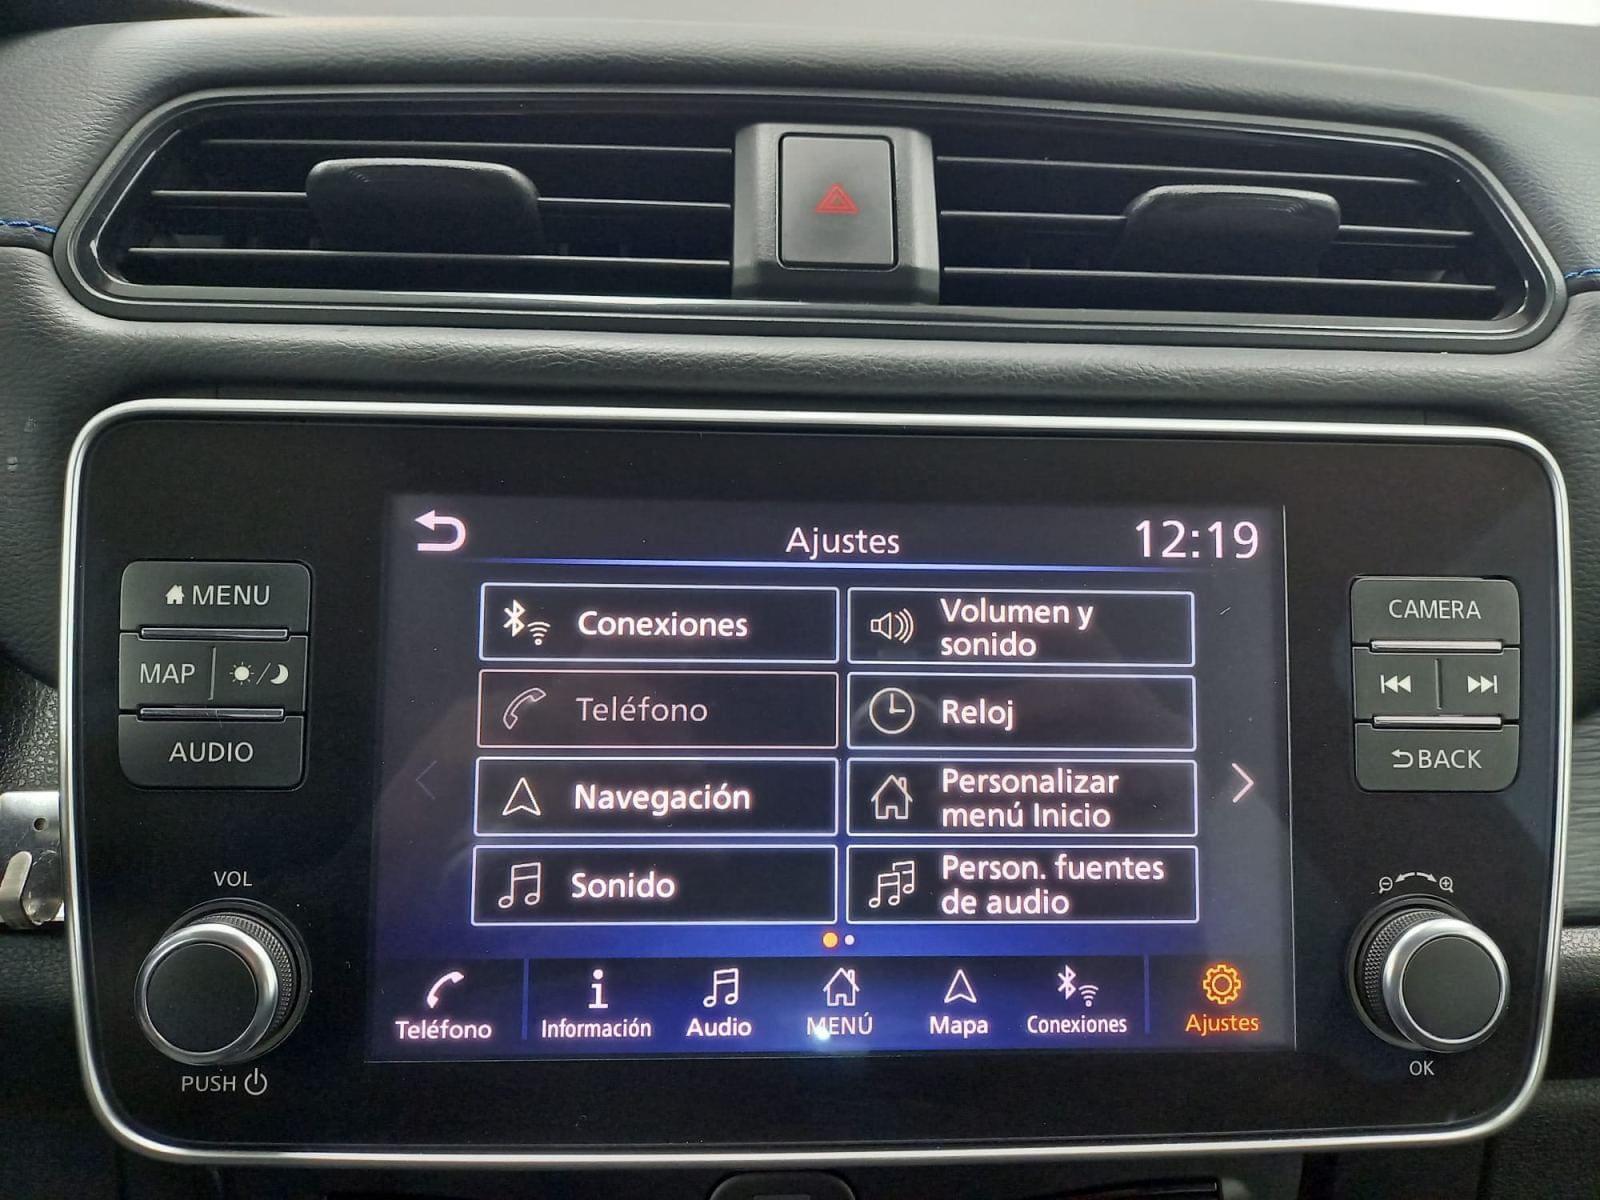 Ajustes
12:19
Conexiones
Volumen y
sonido
Teléfono
Reloj
Navegación
Personalizar
menú Inicio
Sonido
Person. fuentes
de audio
Teléfono
Información
Audio
MENÚ
Mapa
Conexiones
Ajustes
MENU
MAP
AUDIO
VOL
PUSH
CAMERA
BACK
OK